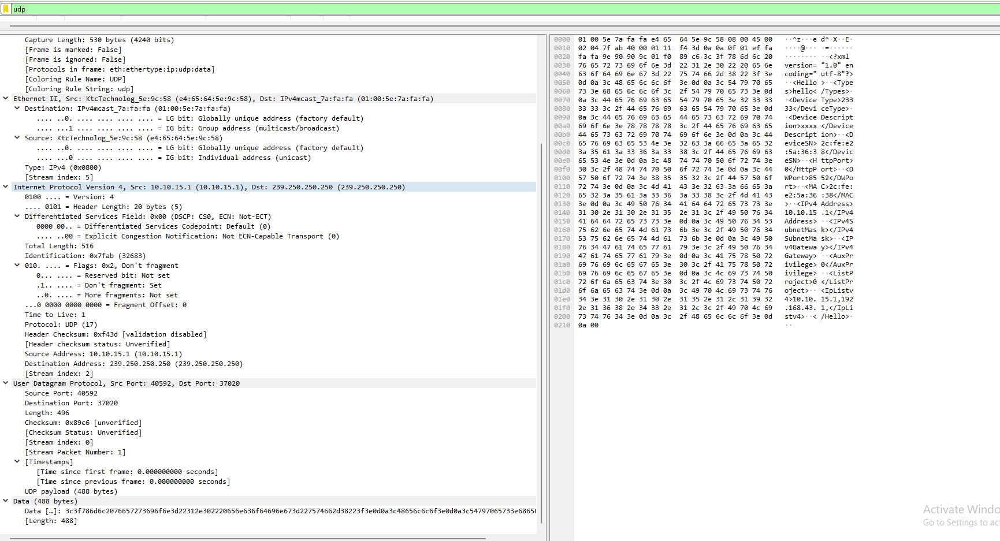 udp
Capture Length: 530 bytes (4240 bits)
[Frame is marked: False]
[Frame is ignored: False]
[Protocols in frame: eth:ethertype:ip:udp:data]
[Coloring Rule Name: UDP]
[Coloring Rule String: udp]
Ethernet II, Src: KtcTechnolog_5e:9c:58 (e4:65:64:5e:9c:58), Dst: IPv4mcast_7a:fa:fa (01:00:5e:7a:fa:fa)
Destination: IPv4mcast_7a:fa:fa (01:00:5e:7a:fa:fa)
.... ..0. .... .... .... .... = LG bit: Globally unique address (factory default)
.... ...1 .... .... .... .... = IG bit: Group address (multicast/broadcast)
Source: KtcTechnolog_5e:9c:58 (e4:65:64:5e:9c:58)
.... ..0. .... .... .... .... = LG bit: Globally unique address (factory default)
.... ...0 .... .... .... .... = IG bit: Individual address (unicast)
Type: IPv4 (0x0800)
[Stream index: 5]
Internet Protocol Version 4, Src: 10.10.15.1 (10.10.15.1), Dst: 239.250.250.250 (239.250.250.250)
0100 .... = Version: 4
.... 0101 = Header Length: 20 bytes (5)
Differentiated Services Field: 0x00 (DSCP: CS0, ECN: Not-ECT)
0000 00.. = Differentiated Services Codepoint: Default (0)
.... ..00 = Explicit Congestion Notification: Not ECN-Capable Transport (0)
Total Length: 516
Identification: 0x7fab (32683)
010. .... = Flags: 0x2, Don't fragment
0... .... = Reserved bit: Not set
.1.. .... = Don't fragment: Set
..0. .... = More fragments: Not set
...0 0000 0000 0000 = Fragment Offset: 0
Time to Live: 1
Protocol: UDP (17)
Header Checksum: 0xf43d [validation disabled]
[Header checksum status: Unverified]
Source Address: 10.10.15.1 (10.10.15.1)
Destination Address: 239.250.250.250 (239.250.250.250)
[Stream index: 2]
User Datagram Protocol, Src Port: 40592, Dst Port: 37020
Source Port: 40592
Destination Port: 37020
Length: 496
Checksum: 0x89c6 [unverified]
[Checksum Status: Unverified]
[Stream index: 0]
[Stream Packet Number: 1]
[Timestamps]
[Time since first frame: 0.000000000 seconds]
[Time since previous frame: 0.000000000 seconds]
UDP payload (488 bytes)
Data (488 bytes)
Data […]: 3c3f786d6c2076657273696f6e3d22312e302220656e636f64696e673d227574662d38223f3e0d0a3c48656c6c6f3e0d0a3c54797065733e6865
[Length: 488]
0000 01 00 5e 7a fa fa e4 65 64 5e 9c 58 08 00 45 00 ··^z···e d^·X··E·
0010 02 04 7f ab 40 00 01 11 f4 3d 0a 0a 0f 01 ef fa ····@··· ·=······
0020 fa fa 9e 90 90 9c 01 f0 89 c6 3c 3f 78 6d 6c 20 ········ ··<?xml
0030 76 65 72 73 69 6f 6e 3d 22 31 2e 30 22 20 65 6e version= "1.0" en
0040 63 6f 64 69 6e 67 3d 22 75 74 66 2d 38 22 3f 3e coding=" utf-8"?>
0050 0d 0a 3c 48 65 6c 6c 6f 3e 0d 0a 3c 54 79 70 65 ··<Hello >··<Type
0060 73 3e 68 65 6c 6c 6f 3c 2f 54 79 70 65 73 3e 0d s>hello< /Types>·
0070 0a 3c 44 65 76 69 63 65 54 79 70 65 3e 32 33 33 ·<Device Type>233
0080 33 33 3c 2f 44 65 76 69 63 65 54 79 70 65 3e 0d 33</Devi ceType>·
0090 0a 3c 44 65 76 69 63 65 44 65 73 63 72 69 70 74 ·<Device Descript
00a0 69 6f 6e 3e 78 78 78 78 3c 2f 44 65 76 69 63 65 ion>xxxx </Device
00b0 44 65 73 63 72 69 70 74 69 6f 6e 3e 0d 0a 3c 44 Descript ion>··<D
00c0 65 76 69 63 65 53 4e 3e 32 63 3a 66 65 3a 65 32 eviceSN> 2c:fe:e2
00d0 3a 35 61 3a 33 36 3a 33 38 3c 2f 44 65 76 69 63 :5a:36:3 8</Devic
00e0 65 53 4e 3e 0d 0a 3c 48 74 74 70 50 6f 72 74 3e eSN>··<H ttpPort>
00f0 30 3c 2f 48 74 74 70 50 6f 72 74 3e 0d 0a 3c 44 0</HttpP ort>··<D
0100 57 50 6f 72 74 3e 38 35 35 32 3c 2f 44 57 50 6f WPort>85 52</DWPo
0110 72 74 3e 0d 0a 3c 4d 41 43 3e 32 63 3a 66 65 3a rt>··<MA C>2c:fe:
0120 65 32 3a 35 61 3a 33 36 3a 33 38 3c 2f 4d 41 43 e2:5a:36 :38</MAC
0130 3e 0d 0a 3c 49 50 76 34 41 64 64 72 65 73 73 3e >··<IPv4 Address>
0140 31 30 2e 31 30 2e 31 35 2e 31 3c 2f 49 50 76 34 10.10.15 .1</IPv4
0150 41 64 64 72 65 73 73 3e 0d 0a 3c 49 50 76 34 53 Address> ··<IPv4S
0160 75 62 6e 65 74 4d 61 73 6b 3e 3c 2f 49 50 76 34 ubnetMas k></IPv4
0170 53 75 62 6e 65 74 4d 61 73 6b 3e 0d 0a 3c 49 50 SubnetMa sk>··<IP
0180 76 34 47 61 74 65 77 61 79 3e 3c 2f 49 50 76 34 v4Gatewa y></IPv4
0190 47 61 74 65 77 61 79 3e 0d 0a 3c 41 75 78 50 72 Gateway> ··<AuxPr
01a0 69 76 69 6c 65 67 65 3e 30 3c 2f 41 75 78 50 72 ivilege> 0</AuxPr
01b0 69 76 69 6c 65 67 65 3e 0d 0a 3c 4c 69 73 74 50 ivilege> ··<ListP
01c0 72 6f 6a 65 63 74 3e 30 3c 2f 4c 69 73 74 50 72 roject>0 </ListPr
01d0 6f 6a 65 63 74 3e 0d 0a 3c 49 70 4c 69 73 74 76 oject>·· <IpListv
01e0 34 3e 31 30 2e 31 30 2e 31 35 2e 31 2c 31 39 32 4>10.10. 15.1,192
01f0 2e 31 36 38 2e 34 33 2e 31 2c 3c 2f 49 70 4c 69 .168.43. 1,</IpLi
0200 73 74 76 34 3e 0d 0a 3c 2f 48 65 6c 6c 6f 3e 0d stv4>··< /Hello>·
0210 0a 00 ··
Activate Windo
Go to Settings to ac